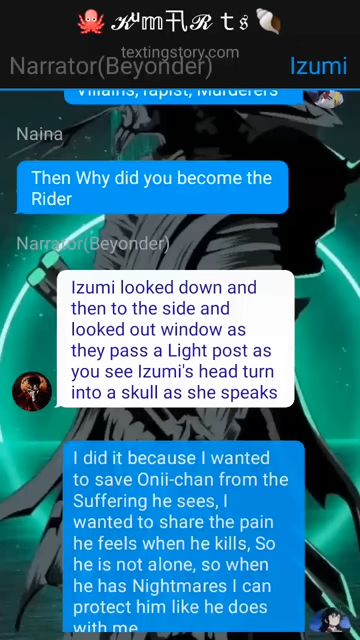 🐙 𝓚ᵘ𝕞卂𝓡 𝕥𝔰 🐚
textingstory.com
Narrator(Beyonder)
Izumi
Villains, rapist, Murderers
Naina
Then Why did you become the
Rider
Narrator(Beyonder)
Izumi looked down and
then to the side and
looked out window as
they pass a Light post as
you see Izumi's head turn
into a skull as she speaks
I did it because I wanted
to save Onii-chan from the
Suffering he sees, I
wanted to share the pain
he feels when he kills, So
he is not alone, so when
he has Nightmares I can
protect him like he does
with me